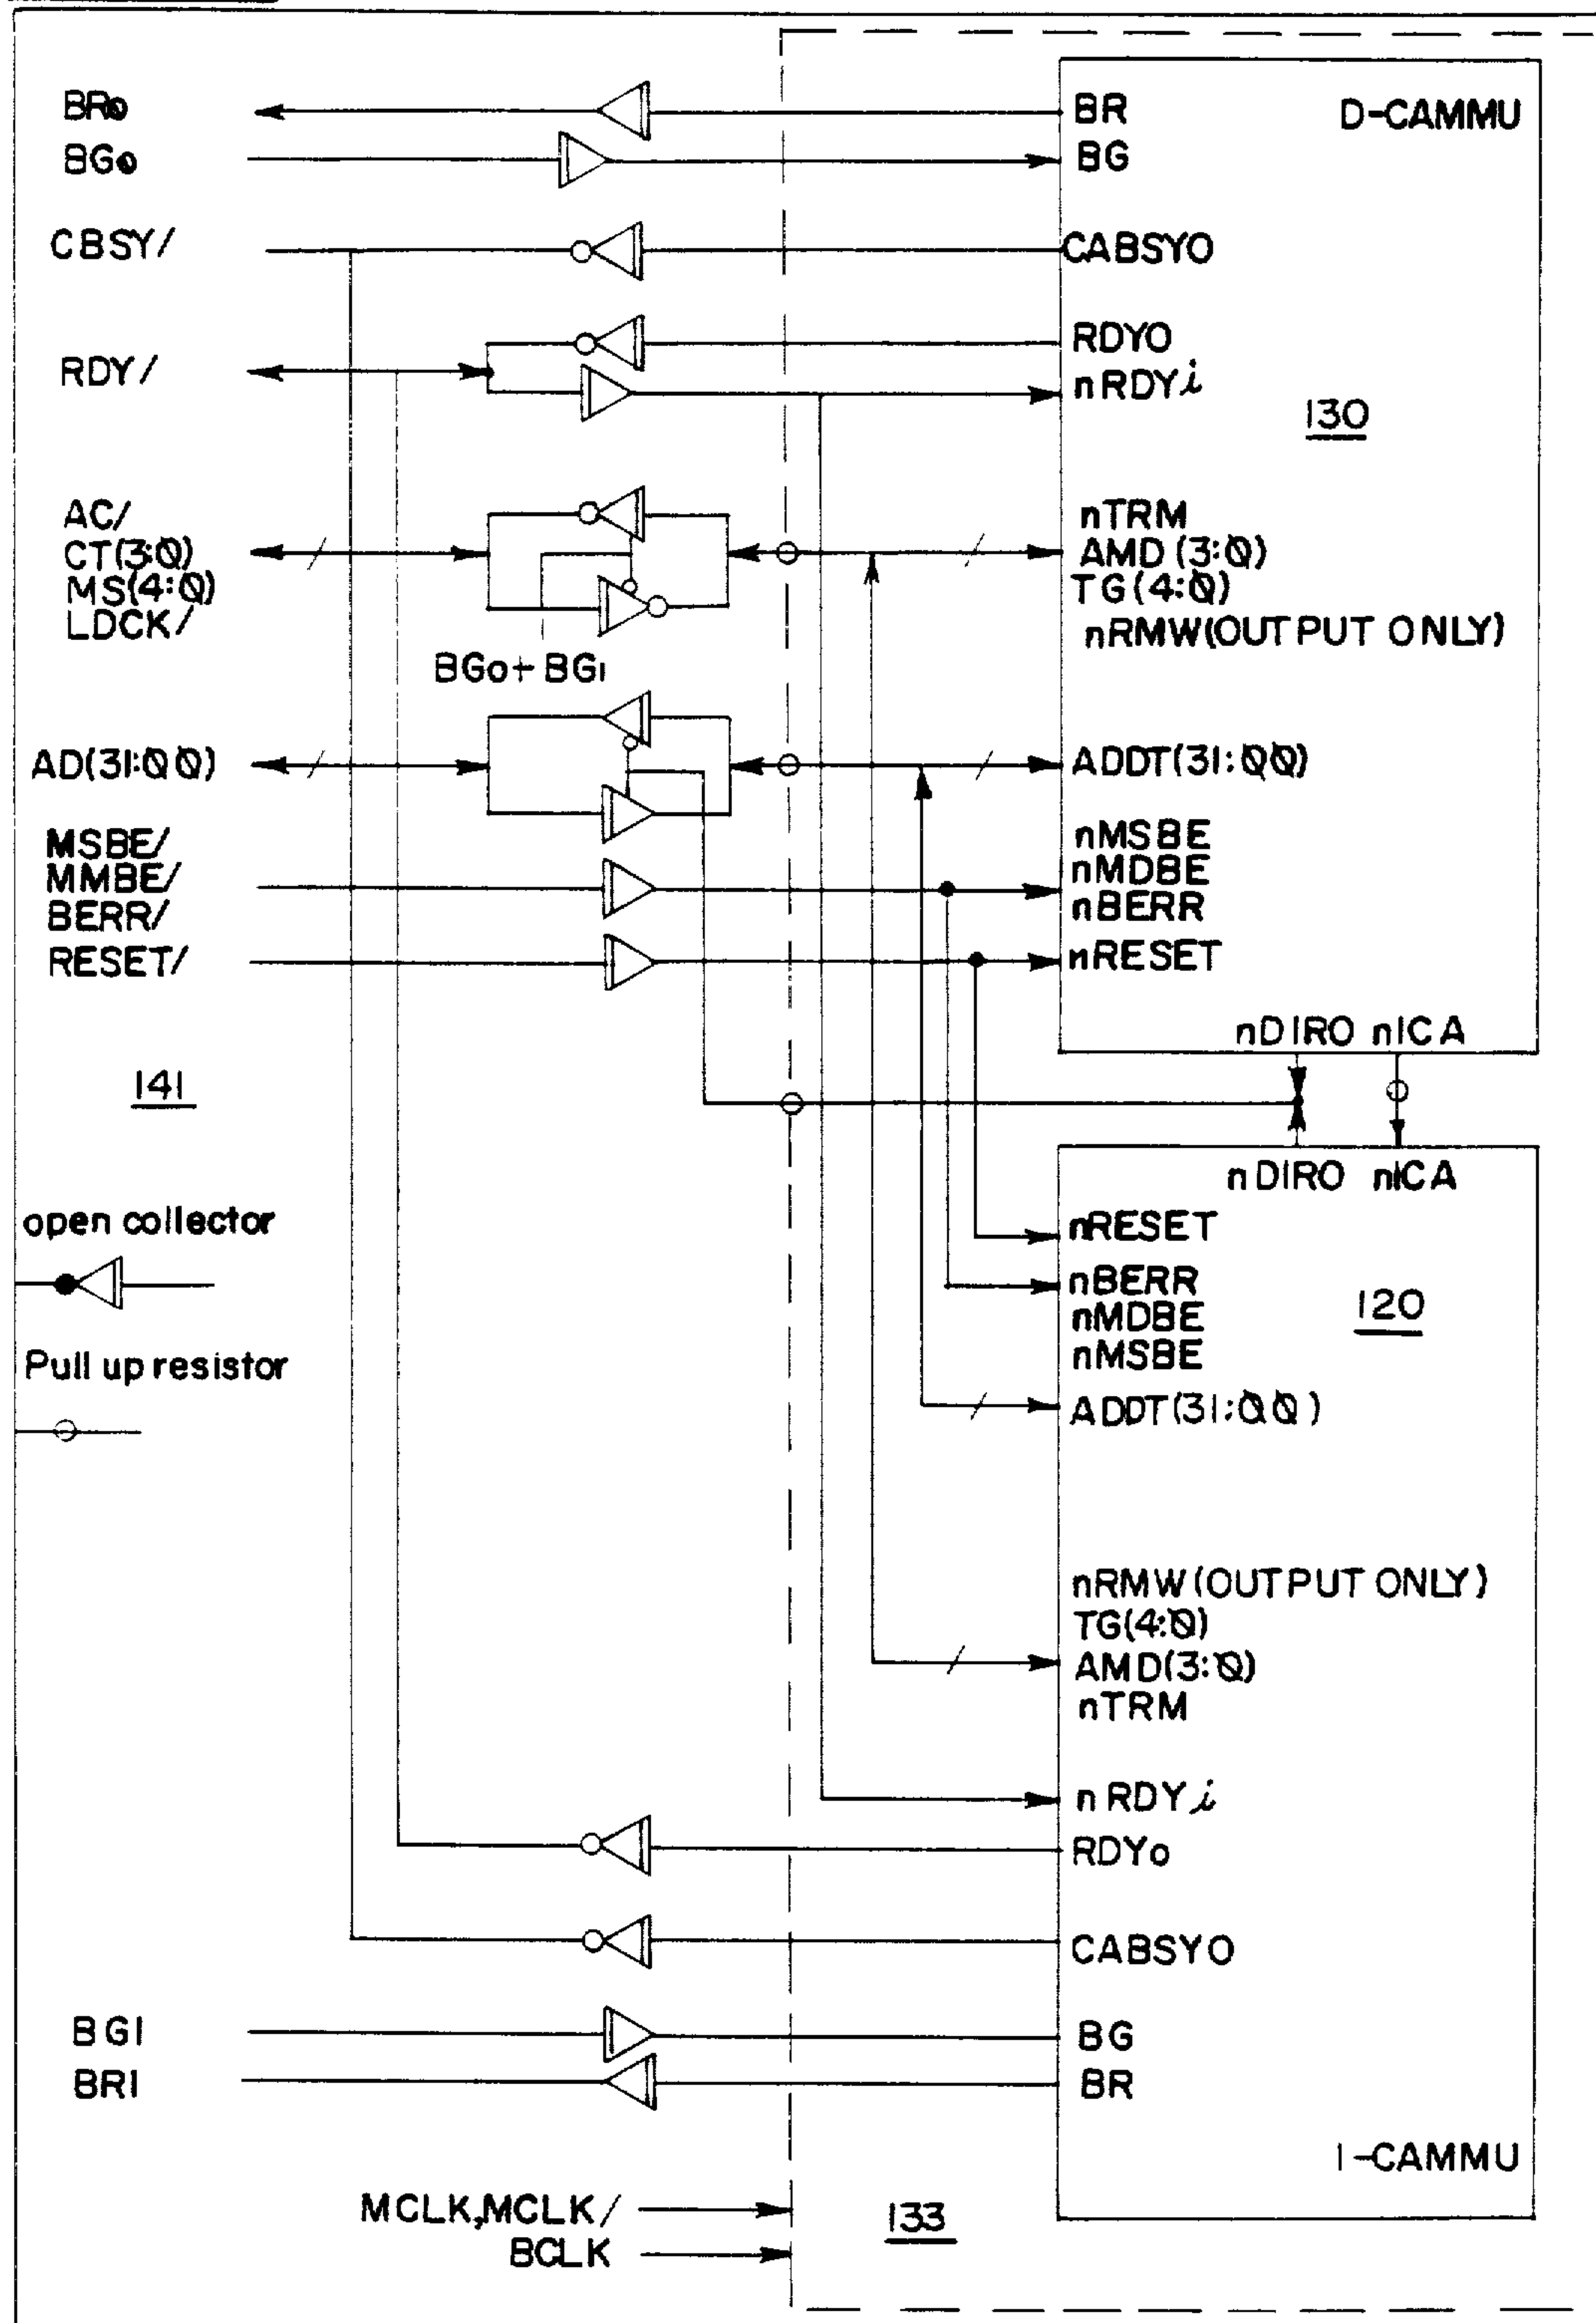 BRo
BR
D-CAMMU
BGo
BG
CBSY/
CABSYO
RDYO
RDY/
nRDYi
130
AC/
nTRM
CT(3:0)
AMD (3:0)
MS(4:0)
TG(4:0)
LDCK/
nRMW(OUTPUT ONLY)
BGo+BG1
AD(31:00)
ADDT(31:00)
MSBE/
nMSBE
MMBE/
nMDBE
BERR/
nBERR
RESET/
nRESET
nDIRO nICA
141
nDIRO nICA
open collector
nRESET
nBERR
120
nMDBE
Pull up resistor
nMSBE
ADDT(31:00)
nRMW(OUTPUT ONLY)
TG(4:0)
AMD(3:0)
nTRM
nRDYi
RDYo
CABSYO
BG1
BG
BR1
BR
I-CAMMU
MCLK,MCLK/
133
BCLK